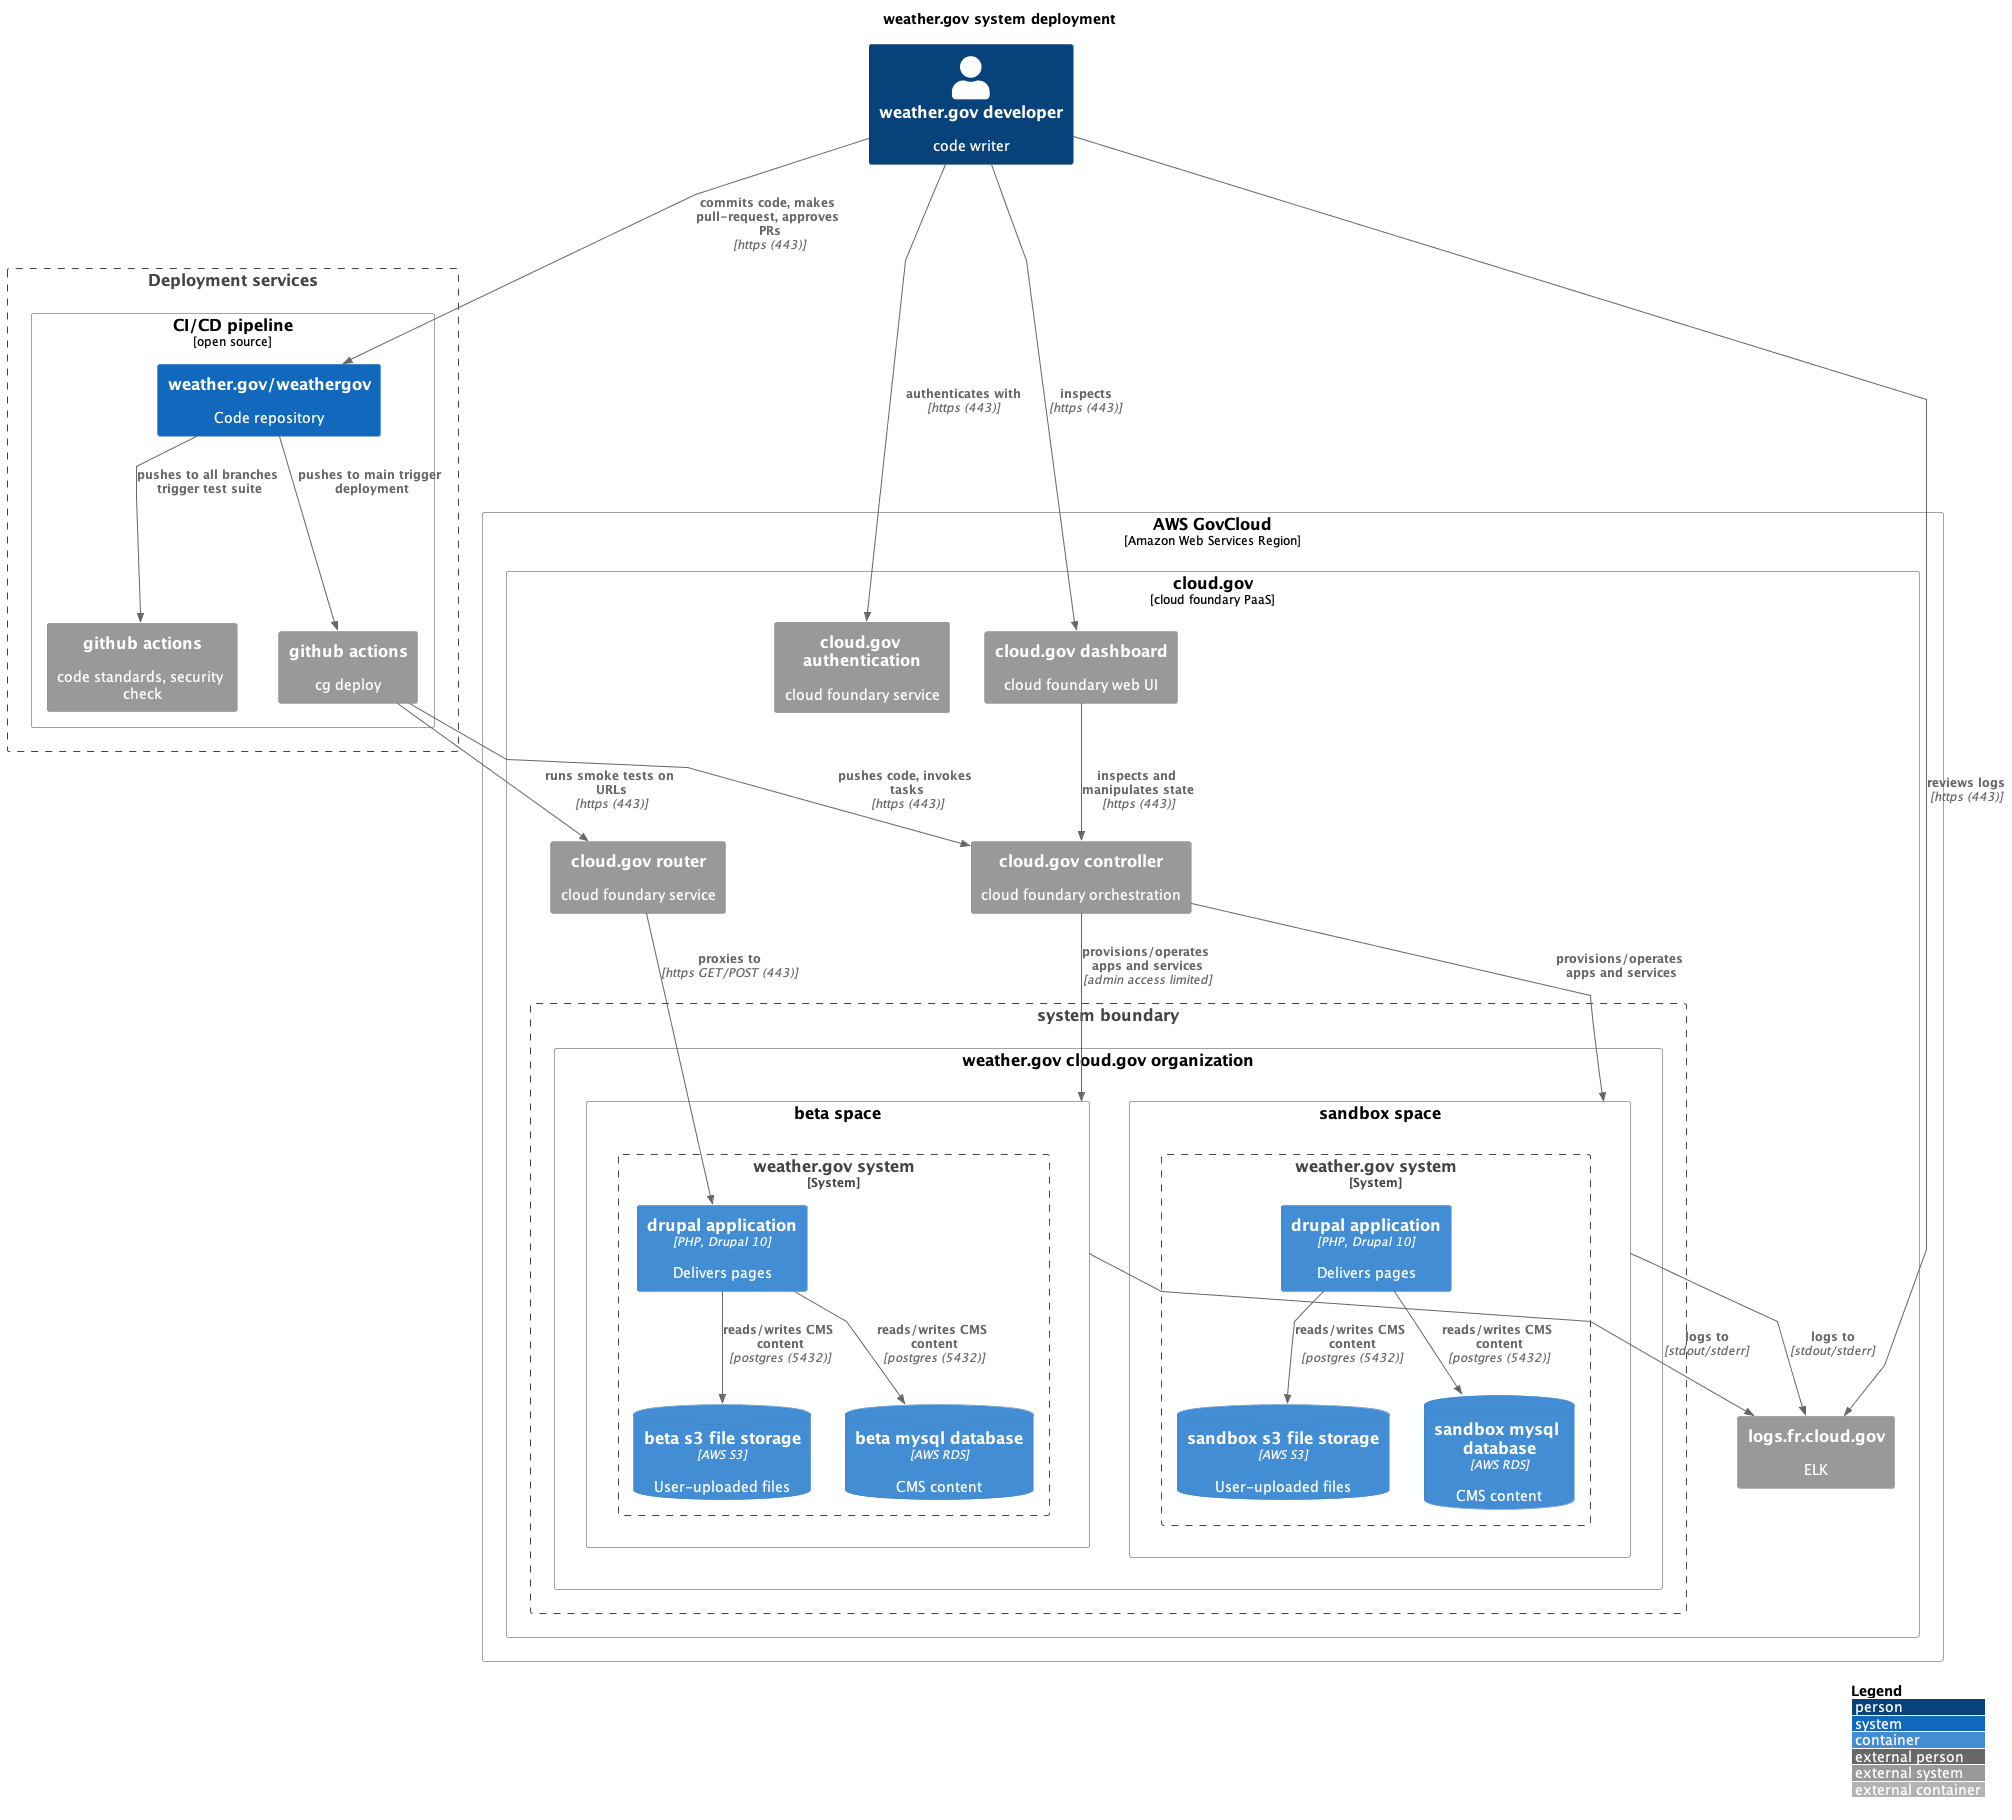 weather.gov system deployment
weather.gov developer
code writer
commits code, makes
pull-request, approves
PRs
[https (443)]
Deployment services
CI/CD pipeline
[open source]
weather.gov/weathergov
Code repository
authenticates with
[https (443)]
inspects
[https (443)]
pushes to all branches
trigger test suite
pushes to main trigger
deployment
AWS GovCloud
[Amazon Web Services Region]
cloud.gov
[cloud foundry PaaS]
github actions
code standards, security
check
github actions
cg deploy
cloud.gov
authentication
cloud foundry service
cloud.gov dashboard
cloud foundry web UI
runs smoke tests on
URLs
[https (443)]
pushes code, invokes
tasks
[https (443)]
inspects and
manipulates state
[https (443)]
reviews logs
[https (443)]
cloud.gov router
cloud foundry service
cloud.gov controller
cloud foundry orchestration
proxies to
[https GET/POST (443)]
provisions/operates
apps and services
[admin access limited]
provisions/operates
apps and services
system boundary
weather.gov cloud.gov organization
beta space
weather.gov system
[System]
drupal application
[PHP, Drupal 10]
Delivers pages
reads/writes CMS
content
[postgres (5432)]
reads/writes CMS
content
[postgres (5432)]
beta s3 file storage
[AWS S3]
User-uploaded files
beta mysql database
[AWS RDS]
CMS content
sandbox space
weather.gov system
[System]
drupal application
[PHP, Drupal 10]
Delivers pages
reads/writes CMS
content
[postgres (5432)]
reads/writes CMS
content
[postgres (5432)]
sandbox s3 file storage
[AWS S3]
User-uploaded files
sandbox mysql
database
[AWS RDS]
CMS content
logs to
[stdout/stderr]
logs to
[stdout/stderr]
logs.fr.cloud.gov
ELK
Legend
person
system
container
external person
external system
external container